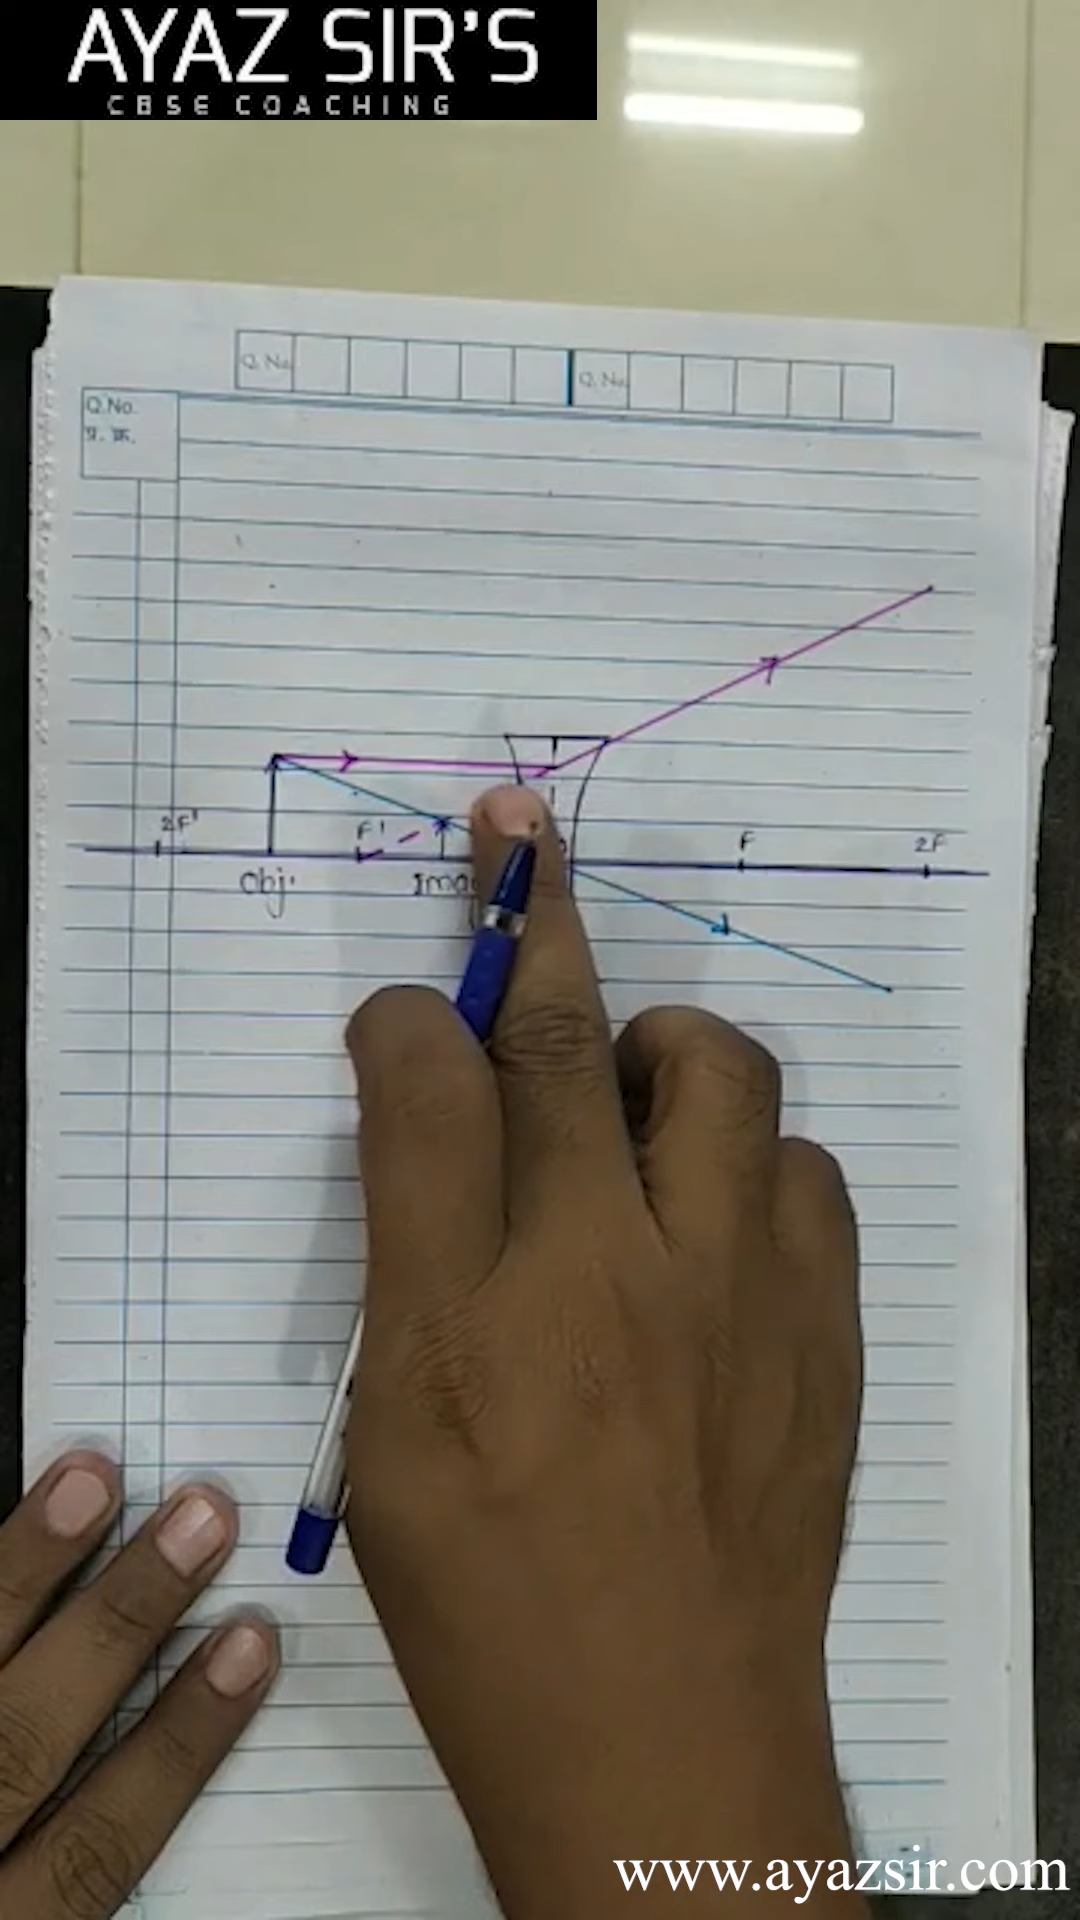 AYAZ SIR'S
CBSE COACHING
Q. No. Q. No.
Q.No.
प्र. क्र.
2F' F' F 2F
Obj.
www.ayazsir.com